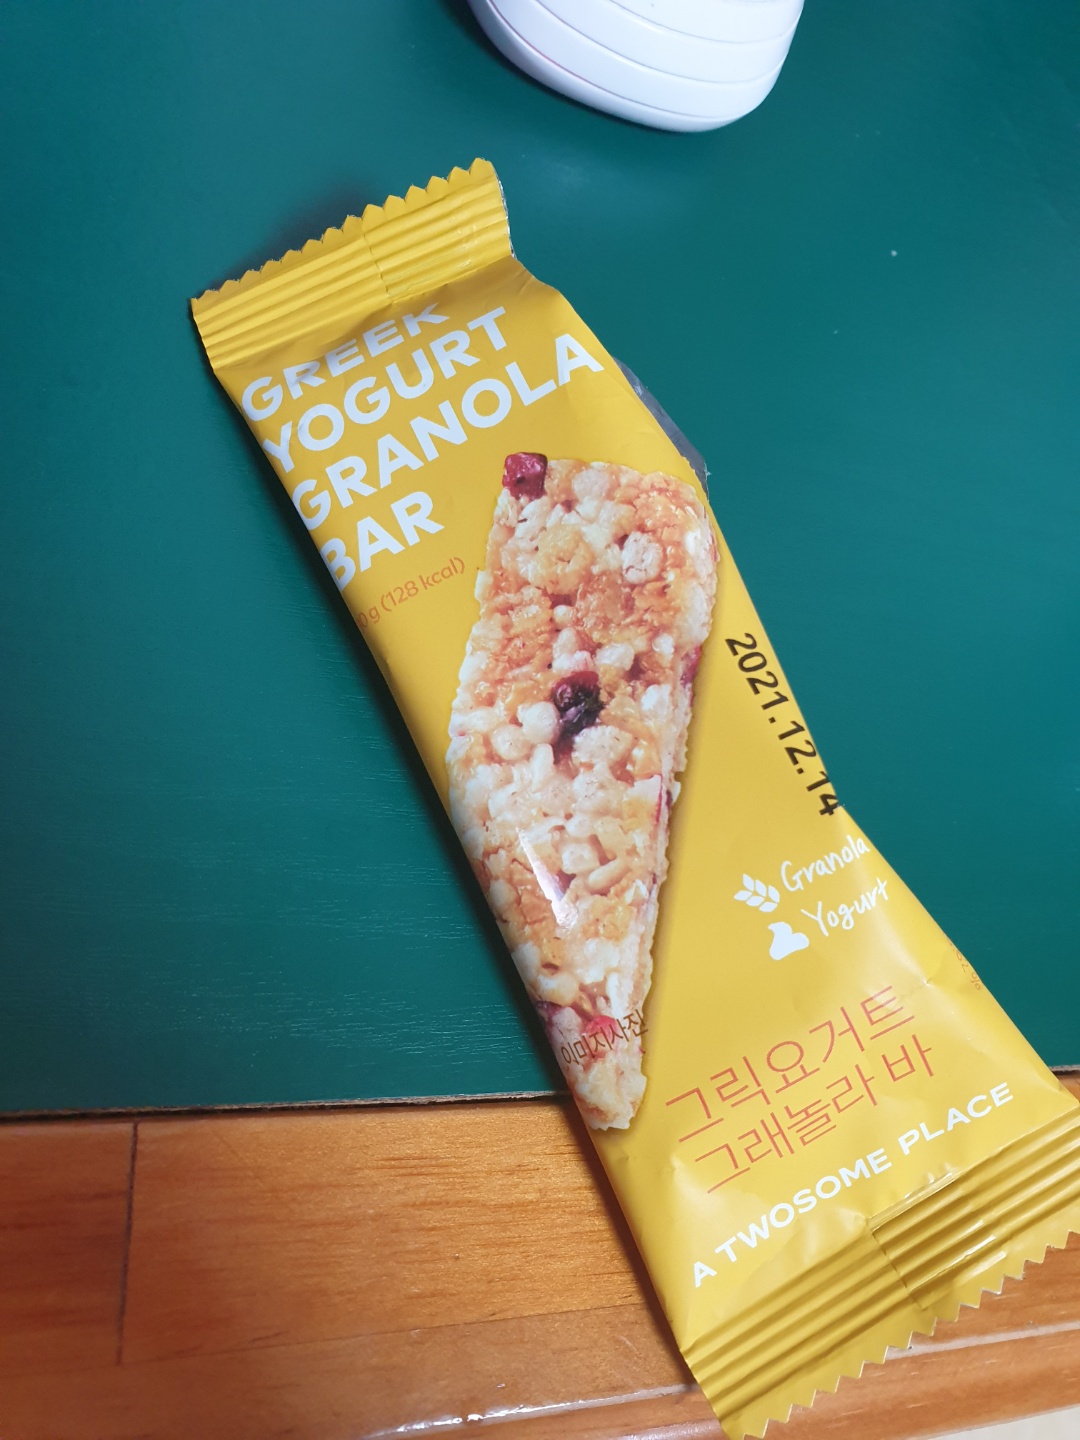 GREEK
YOGURT
GRANOLA
BAR
0g (128 kcal)
2021.12.14
Granola
Yogurt
이미지사진
그릭요거트
그래놀라 바
A TWOSOME PLACE